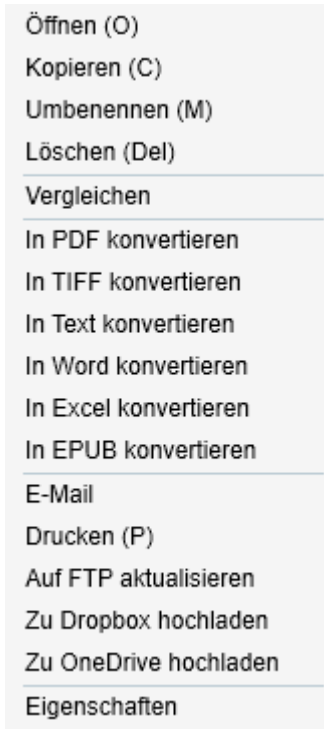 Öffnen (O)
Kopieren (C)
Umbenennen (M)
Löschen (Del)
Vergleichen
In PDF konvertieren
In TIFF konvertieren
In Text konvertieren
In Word konvertieren
In Excel konvertieren
In EPUB konvertieren
E-Mail
Drucken (P)
Auf FTP aktualisieren
Zu Dropbox hochladen
Zu OneDrive hochladen
Eigenschaften